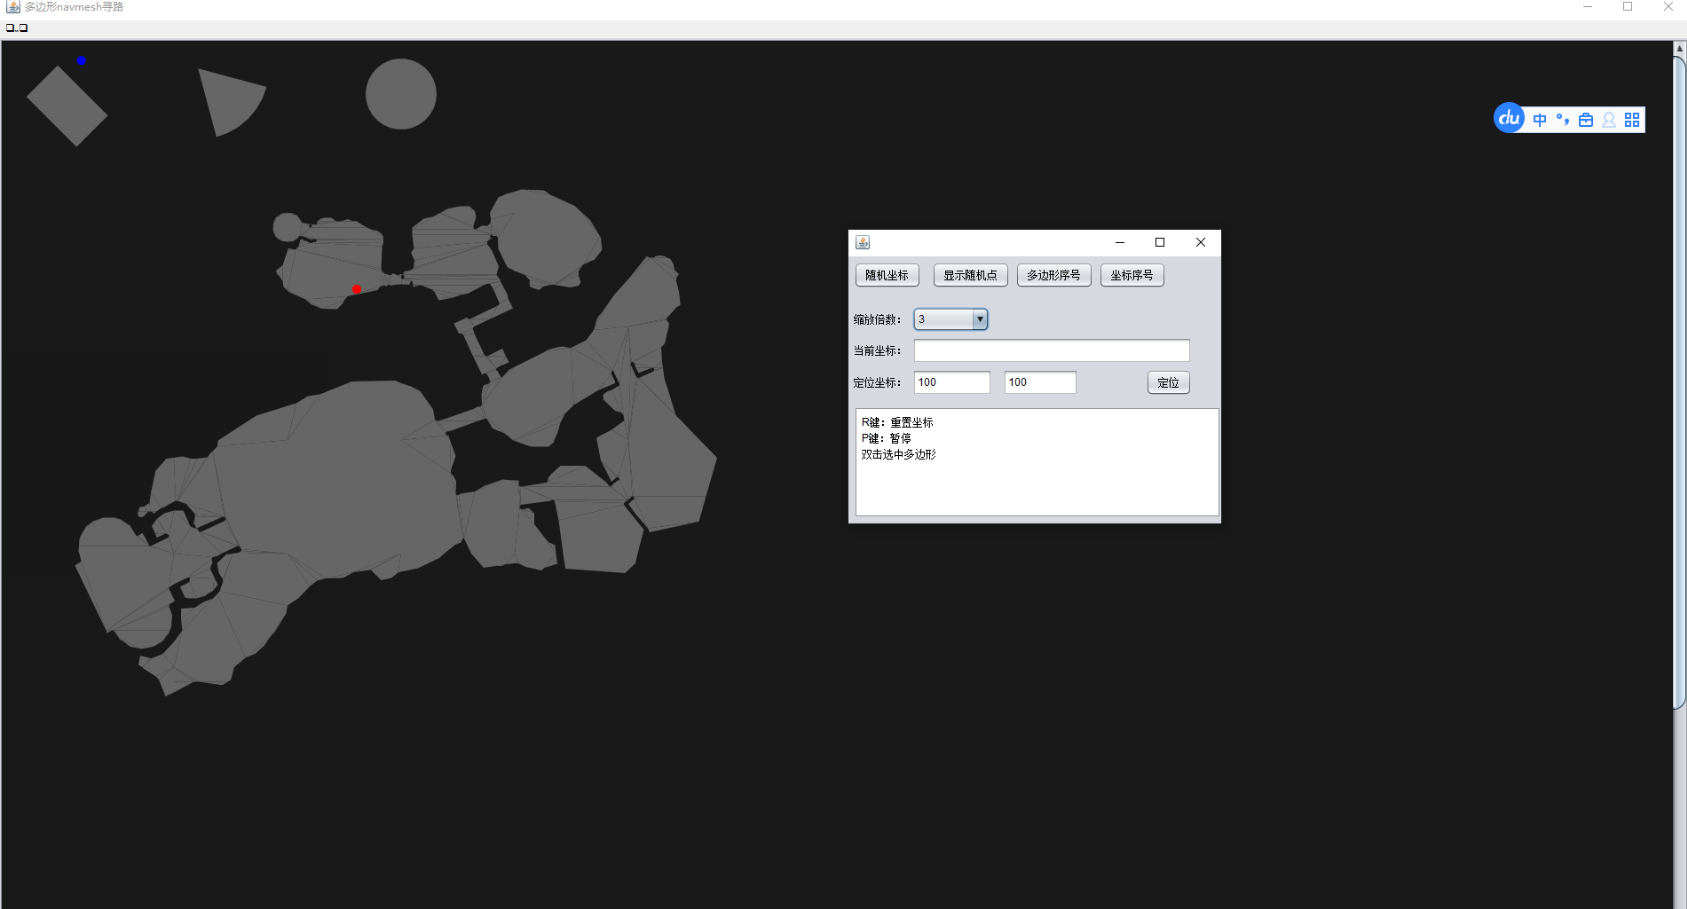 多边形navmesh寻路
du 中
随机坐标 显示随机点 多边形序号 坐标序号
缩放倍数： 3
当前坐标：
定位坐标： 100 100 定位
R键：重置坐标
P键：暂停
双击选中多边形